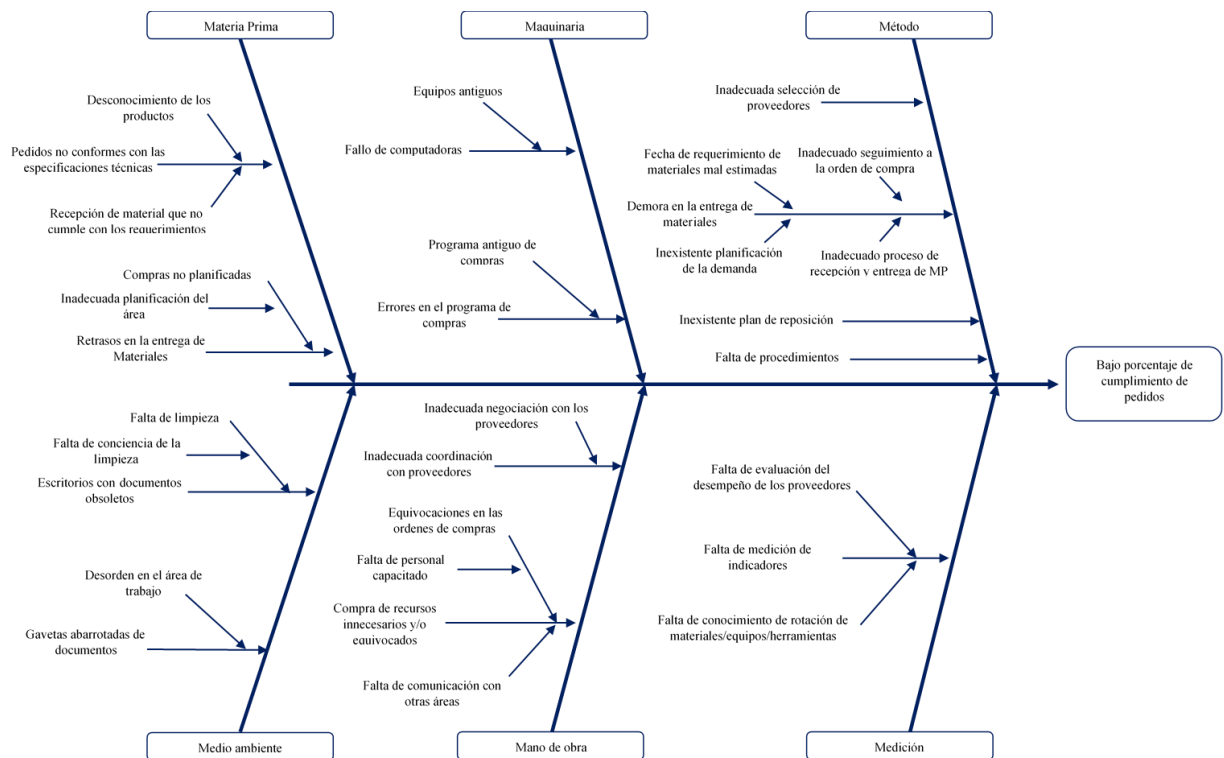 Materia Prima
Maquinaria
Método
Desconocimiento de los
productos
Pedidos no conformes con las
especificaciones técnicas
Recepción de material que no
cumple con los requerimientos
Compras no planificadas
Inadecuada planificación del
área
Retrasos en la entrega de
Materiales
Equipos antiguos
Fallo de computadoras
Programa antiguo de
compras
Errores en el programa de
compras
Inadecuada selección de
proveedores
Fecha de requerimiento de
materiales mal estimadas
Inadecuado seguimiento a
la orden de compra
Demora en la entrega de
materiales
Inexistente planificación
de la demanda
Inadecuado proceso de
recepción y entrega de MP
Inexistente plan de reposición
Falta de procedimientos
Bajo porcentaje de
cumplimiento de
pedidos
Falta de limpieza
Falta de conciencia de la
limpieza
Escritorios con documentos
obsoletos
Desorden en el área de
trabajo
Gavetas abarrotadas de
documentos
Inadecuada negociación con los
proveedores
Inadecuada coordinación
con proveedores
Equivocaciones en las
ordenes de compras
Falta de personal
capacitado
Compra de recursos
innecesarios y/o
equivocados
Falta de comunicación con
otras áreas
Falta de evaluación del
desempeño de los proveedores
Falta de medición de
indicadores
Falta de conocimiento de rotación de
materiales/equipos/herramientas
Medio ambiente
Mano de obra
Medición